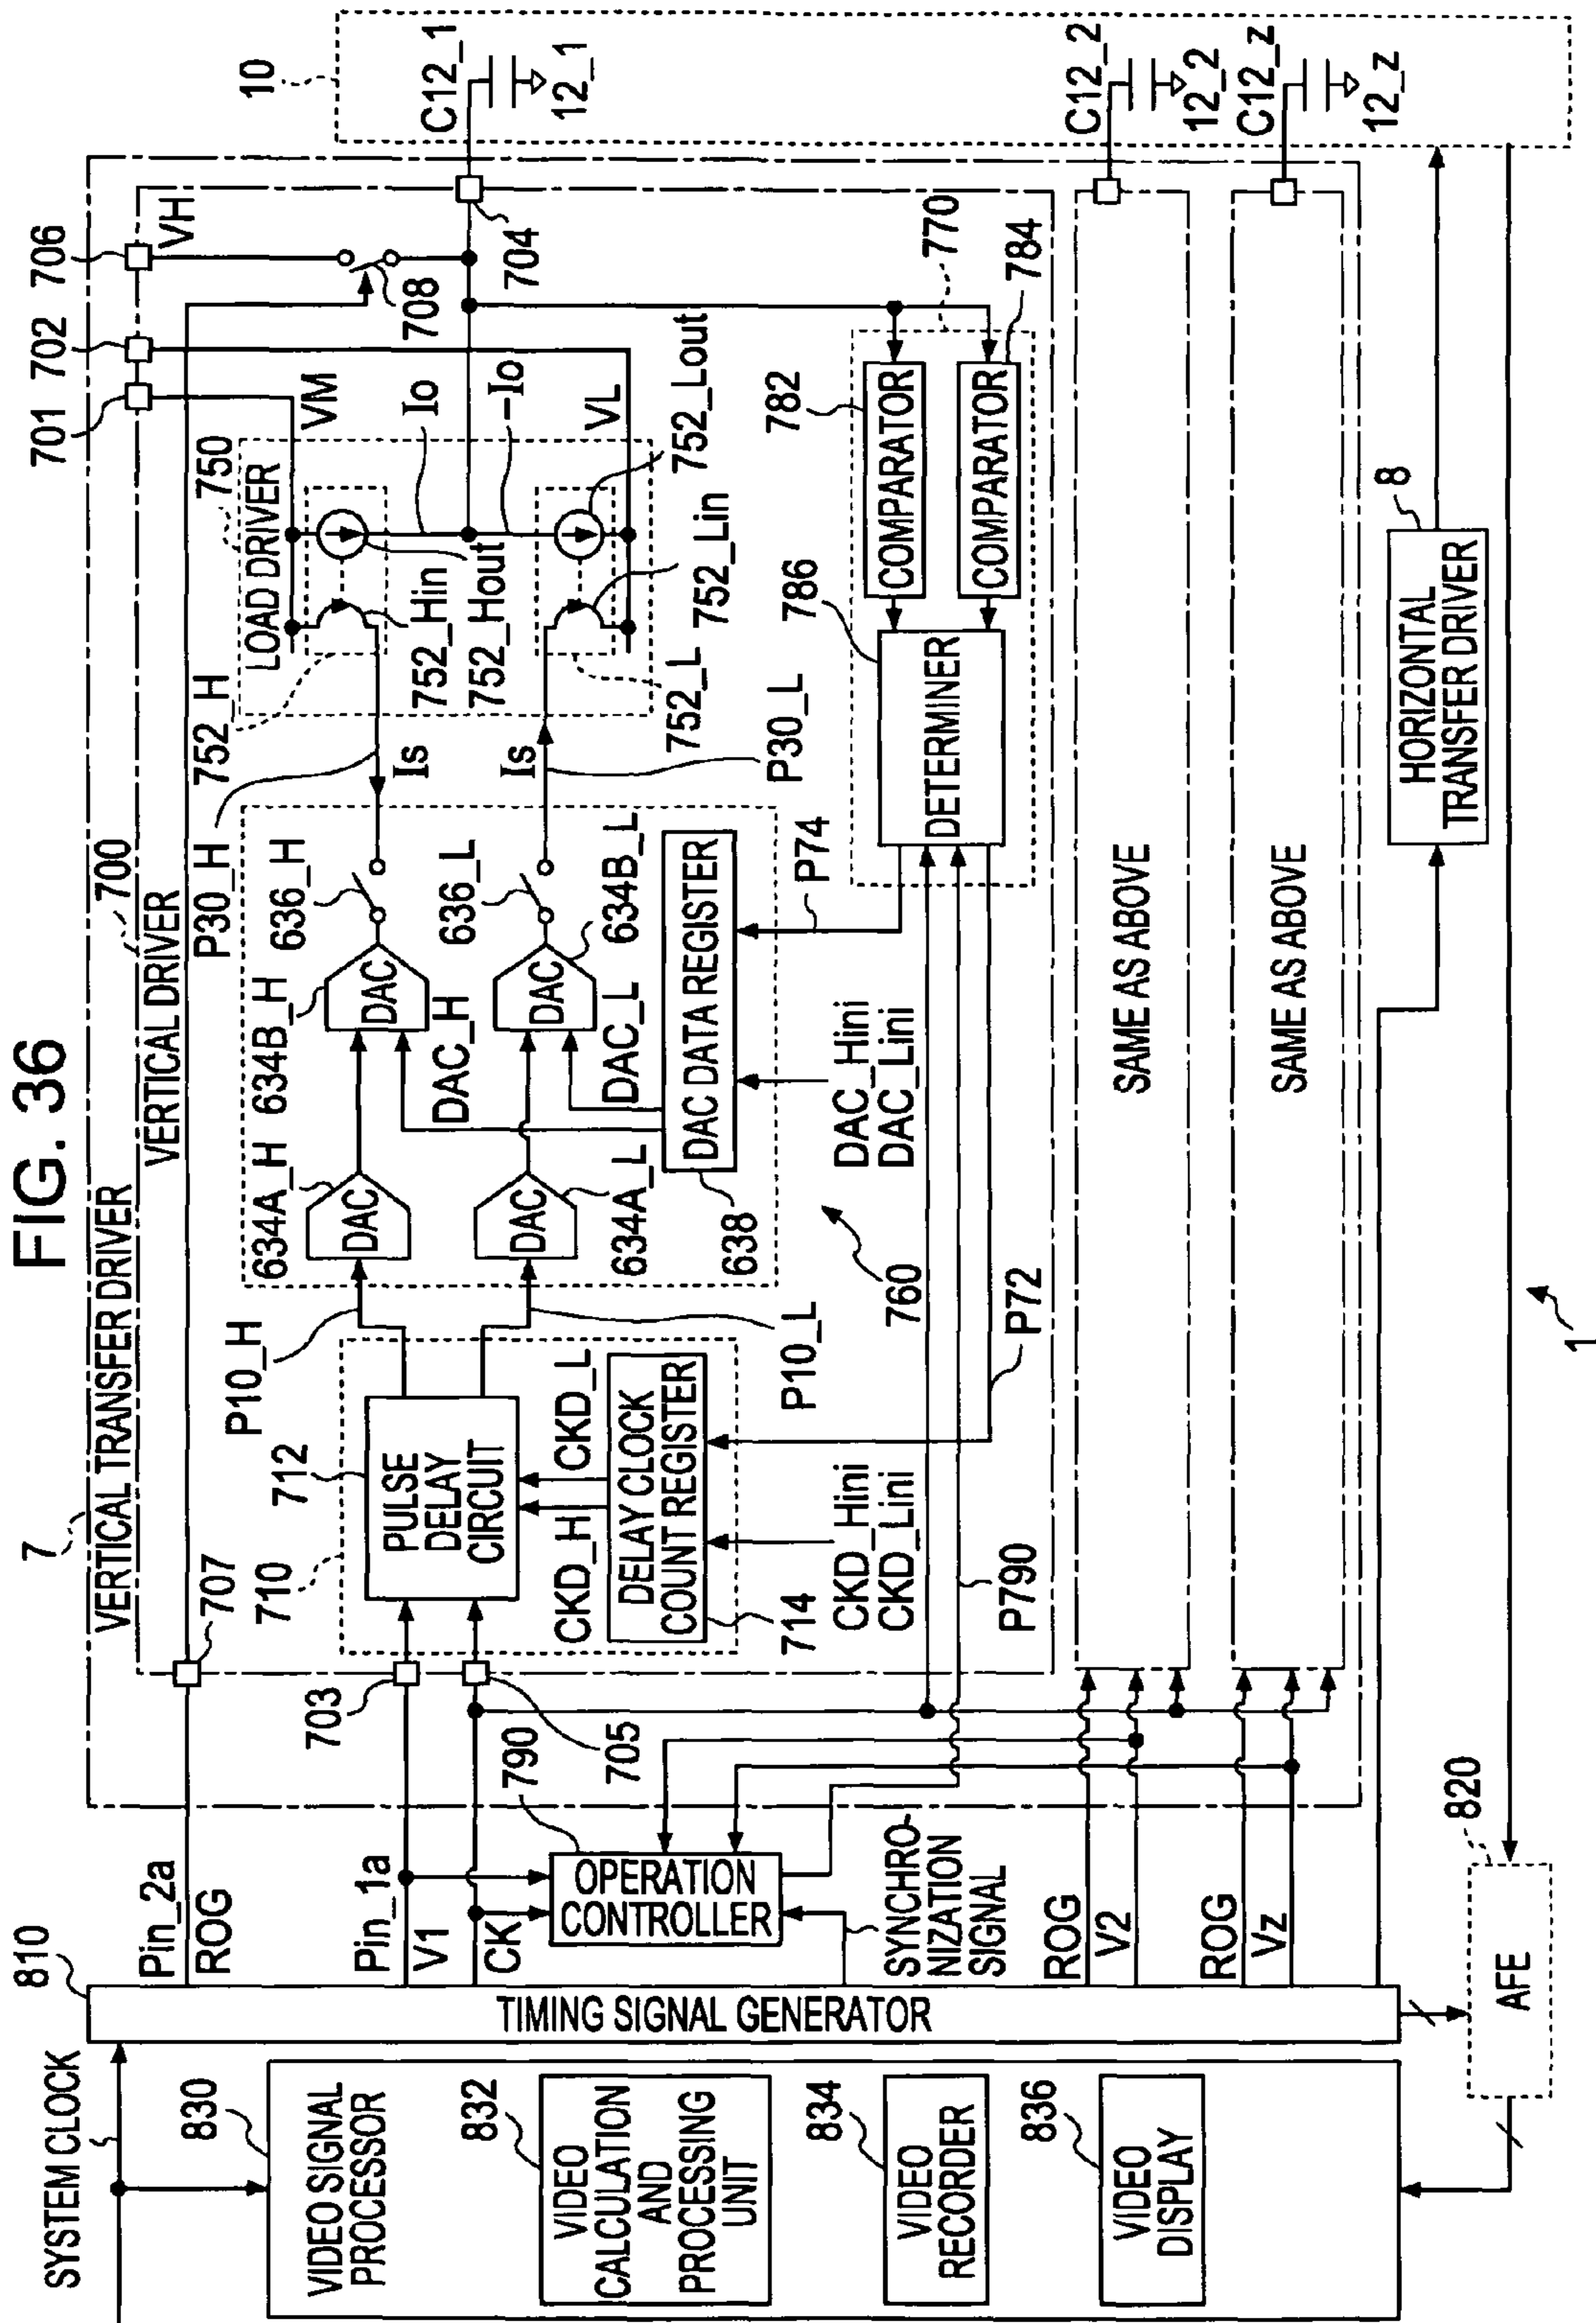 FIG. 36
7
VERTICAL TRANSFER DRIVER
700
VERTICAL DRIVER
701
702
706
10
VH
VM
VL
708
704
C12_1
12_1
C12_2
12_2
C12_z
12_z
SYSTEM CLOCK
810
TIMING SIGNAL GENERATOR
830
VIDEO SIGNAL
PROCESSOR
832
VIDEO
CALCULATION
AND
PROCESSING
UNIT
834
VIDEO
RECORDER
836
VIDEO
DISPLAY
Pin_2a
ROG
Pin_1a
V1
CK
707
703
705
790
OPERATION
CONTROLLER
SYNCHRO-
NIZATION
SIGNAL
ROG
V2
ROG
Vz
820
AFE
710
712
PULSE
DELAY
CIRCUIT
CKD_H
CKD_L
DELAY CLOCK
COUNT REGISTER
714
CKD_Hini
CKD_Lini
P10_H
P10_L
634A_H
DAC
634B_H
DAC
634A_L
DAC
634B_L
DAC
DAC_H
DAC_L
636_H
636_L
638
DAC DATA REGISTER
DAC_Hini
DAC_Lini
760
P30_H
P30_L
Is
Is
752_H
752_L
750
LOAD DRIVER
752_Hin
752_Hout
752_Lin
752_Lout
Io
-Io
770
782
COMPARATOR
784
COMPARATOR
786
DETERMINER
P74
P72
P790
SAME AS ABOVE
SAME AS ABOVE
8
HORIZONTAL
TRANSFER DRIVER
1